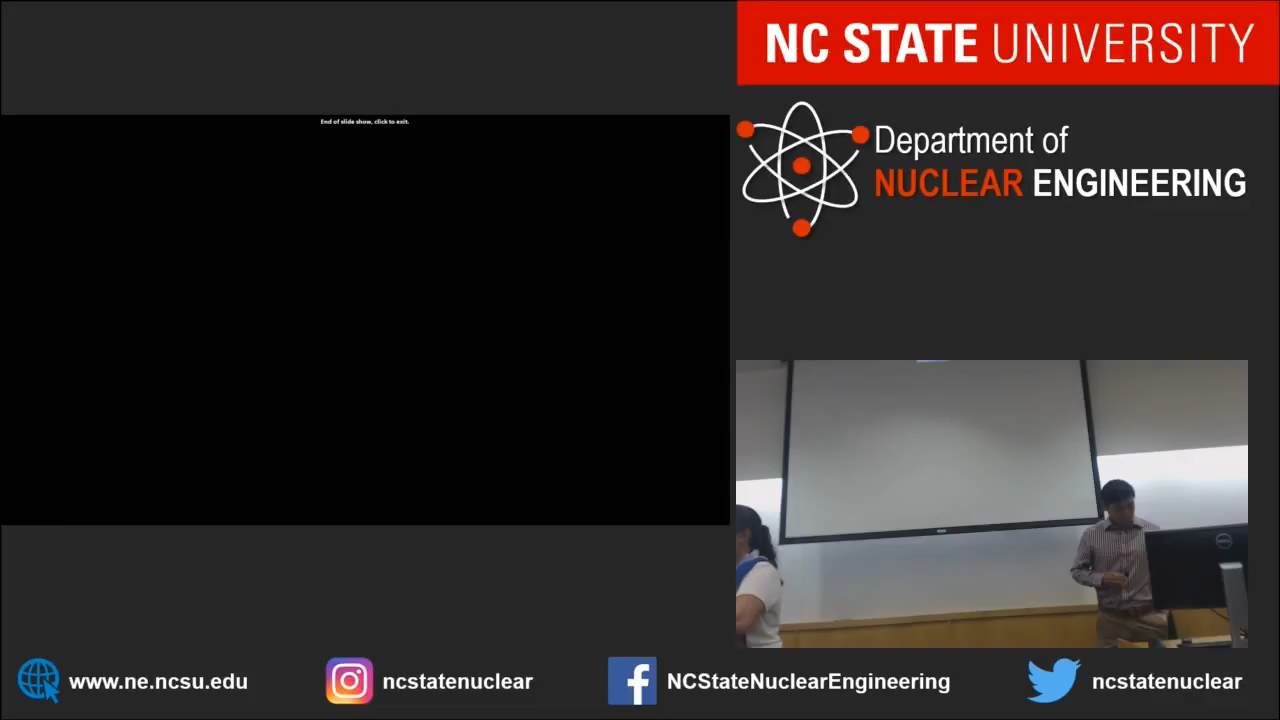 End of slide show, click to exit.
NC STATE UNIVERSITY
Department of
NUCLEAR ENGINEERING
DELL
www.ne.ncsu.edu
ncstatenuclear
NCStateNuclearEngineering
ncstatenuclear